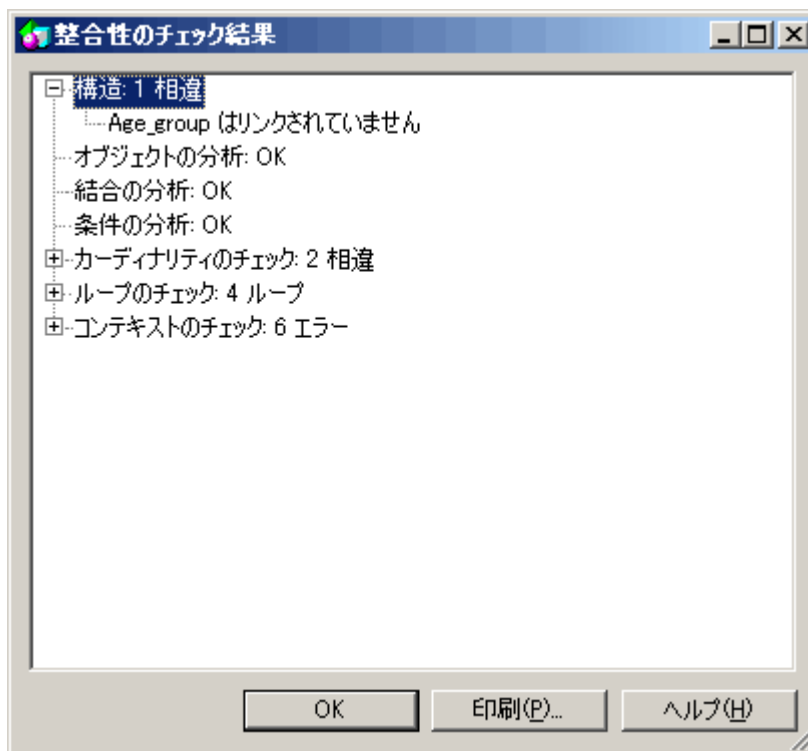 整合性のチェック結果
構造: 1 相違
Age_group はリンクされていません
オブジェクトの分析: OK
結合の分析: OK
条件の分析: OK
カーディナリティのチェック: 2 相違
ループのチェック: 4 ループ
コンテキストのチェック: 6 エラー
OK 印刷(P)... ヘルプ(H)